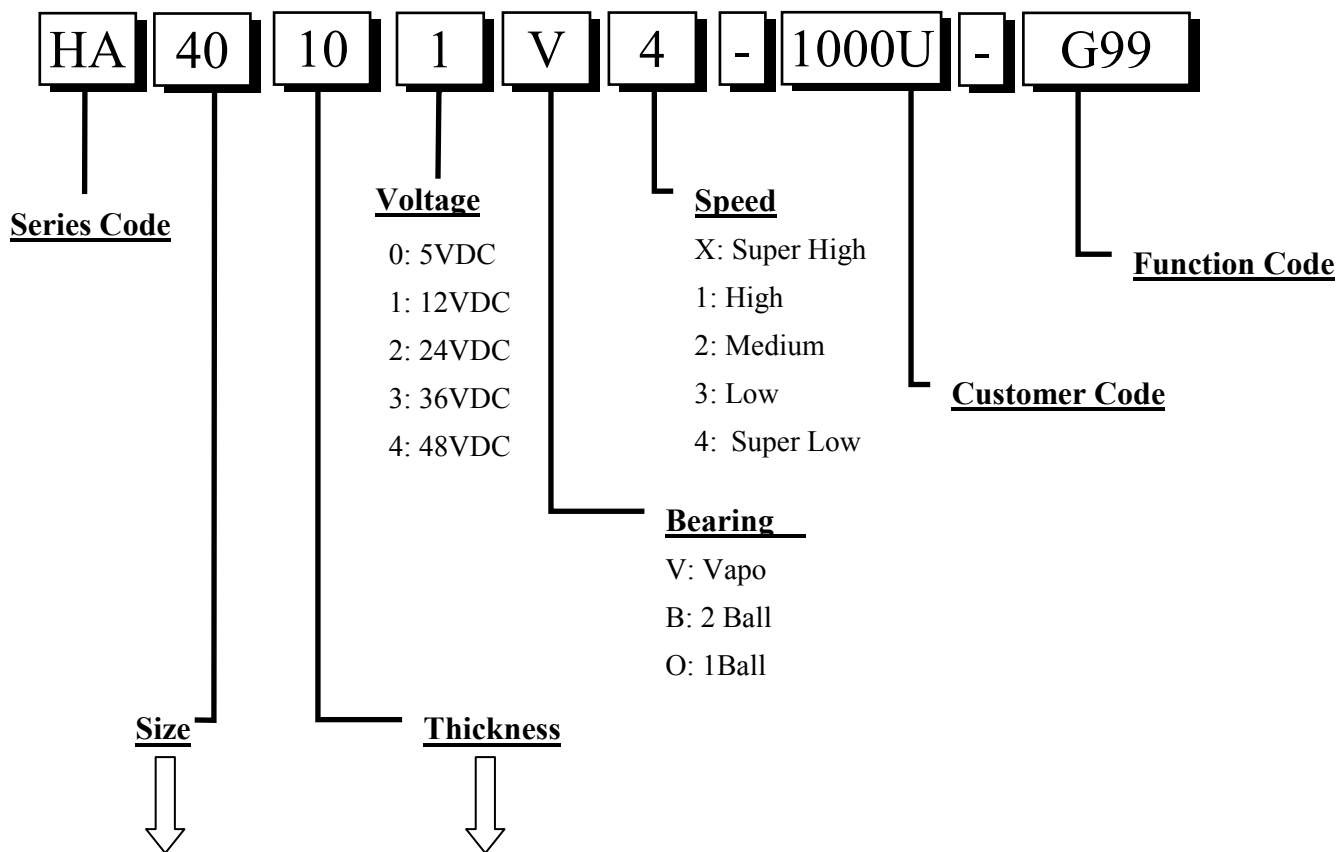 HA 40 10 1 V 4 - 1000U - G99
Series Code
Voltage
0: 5VDC
1: 12VDC
2: 24VDC
3: 36VDC
4: 48VDC
Speed
X: Super High
1: High
2: Medium
3: Low
4: Super Low
Function Code
Customer Code
Bearing
V: Vapo
B: 2 Ball
O: 1Ball
Size
Thickness